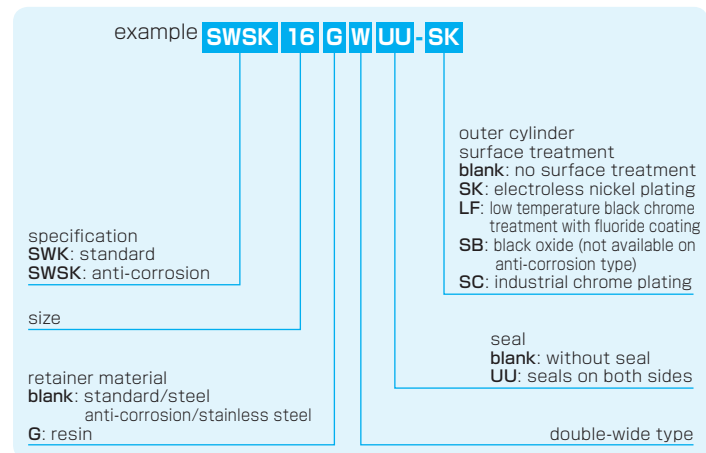 example SWSK 16 G W UU - SK
specification
SWK: standard
SWSK: anti-corrosion
size
retainer material
blank: standard/steel
anti-corrosion/stainless steel
G: resin
outer cylinder
surface treatment
blank: no surface treatment
SK: electroless nickel plating
LF: low temperature black chrome
treatment with fluoride coating
SB: black oxide (not available on
anti-corrosion type)
SC: industrial chrome plating
seal
blank: without seal
UU: seals on both sides
double-wide type